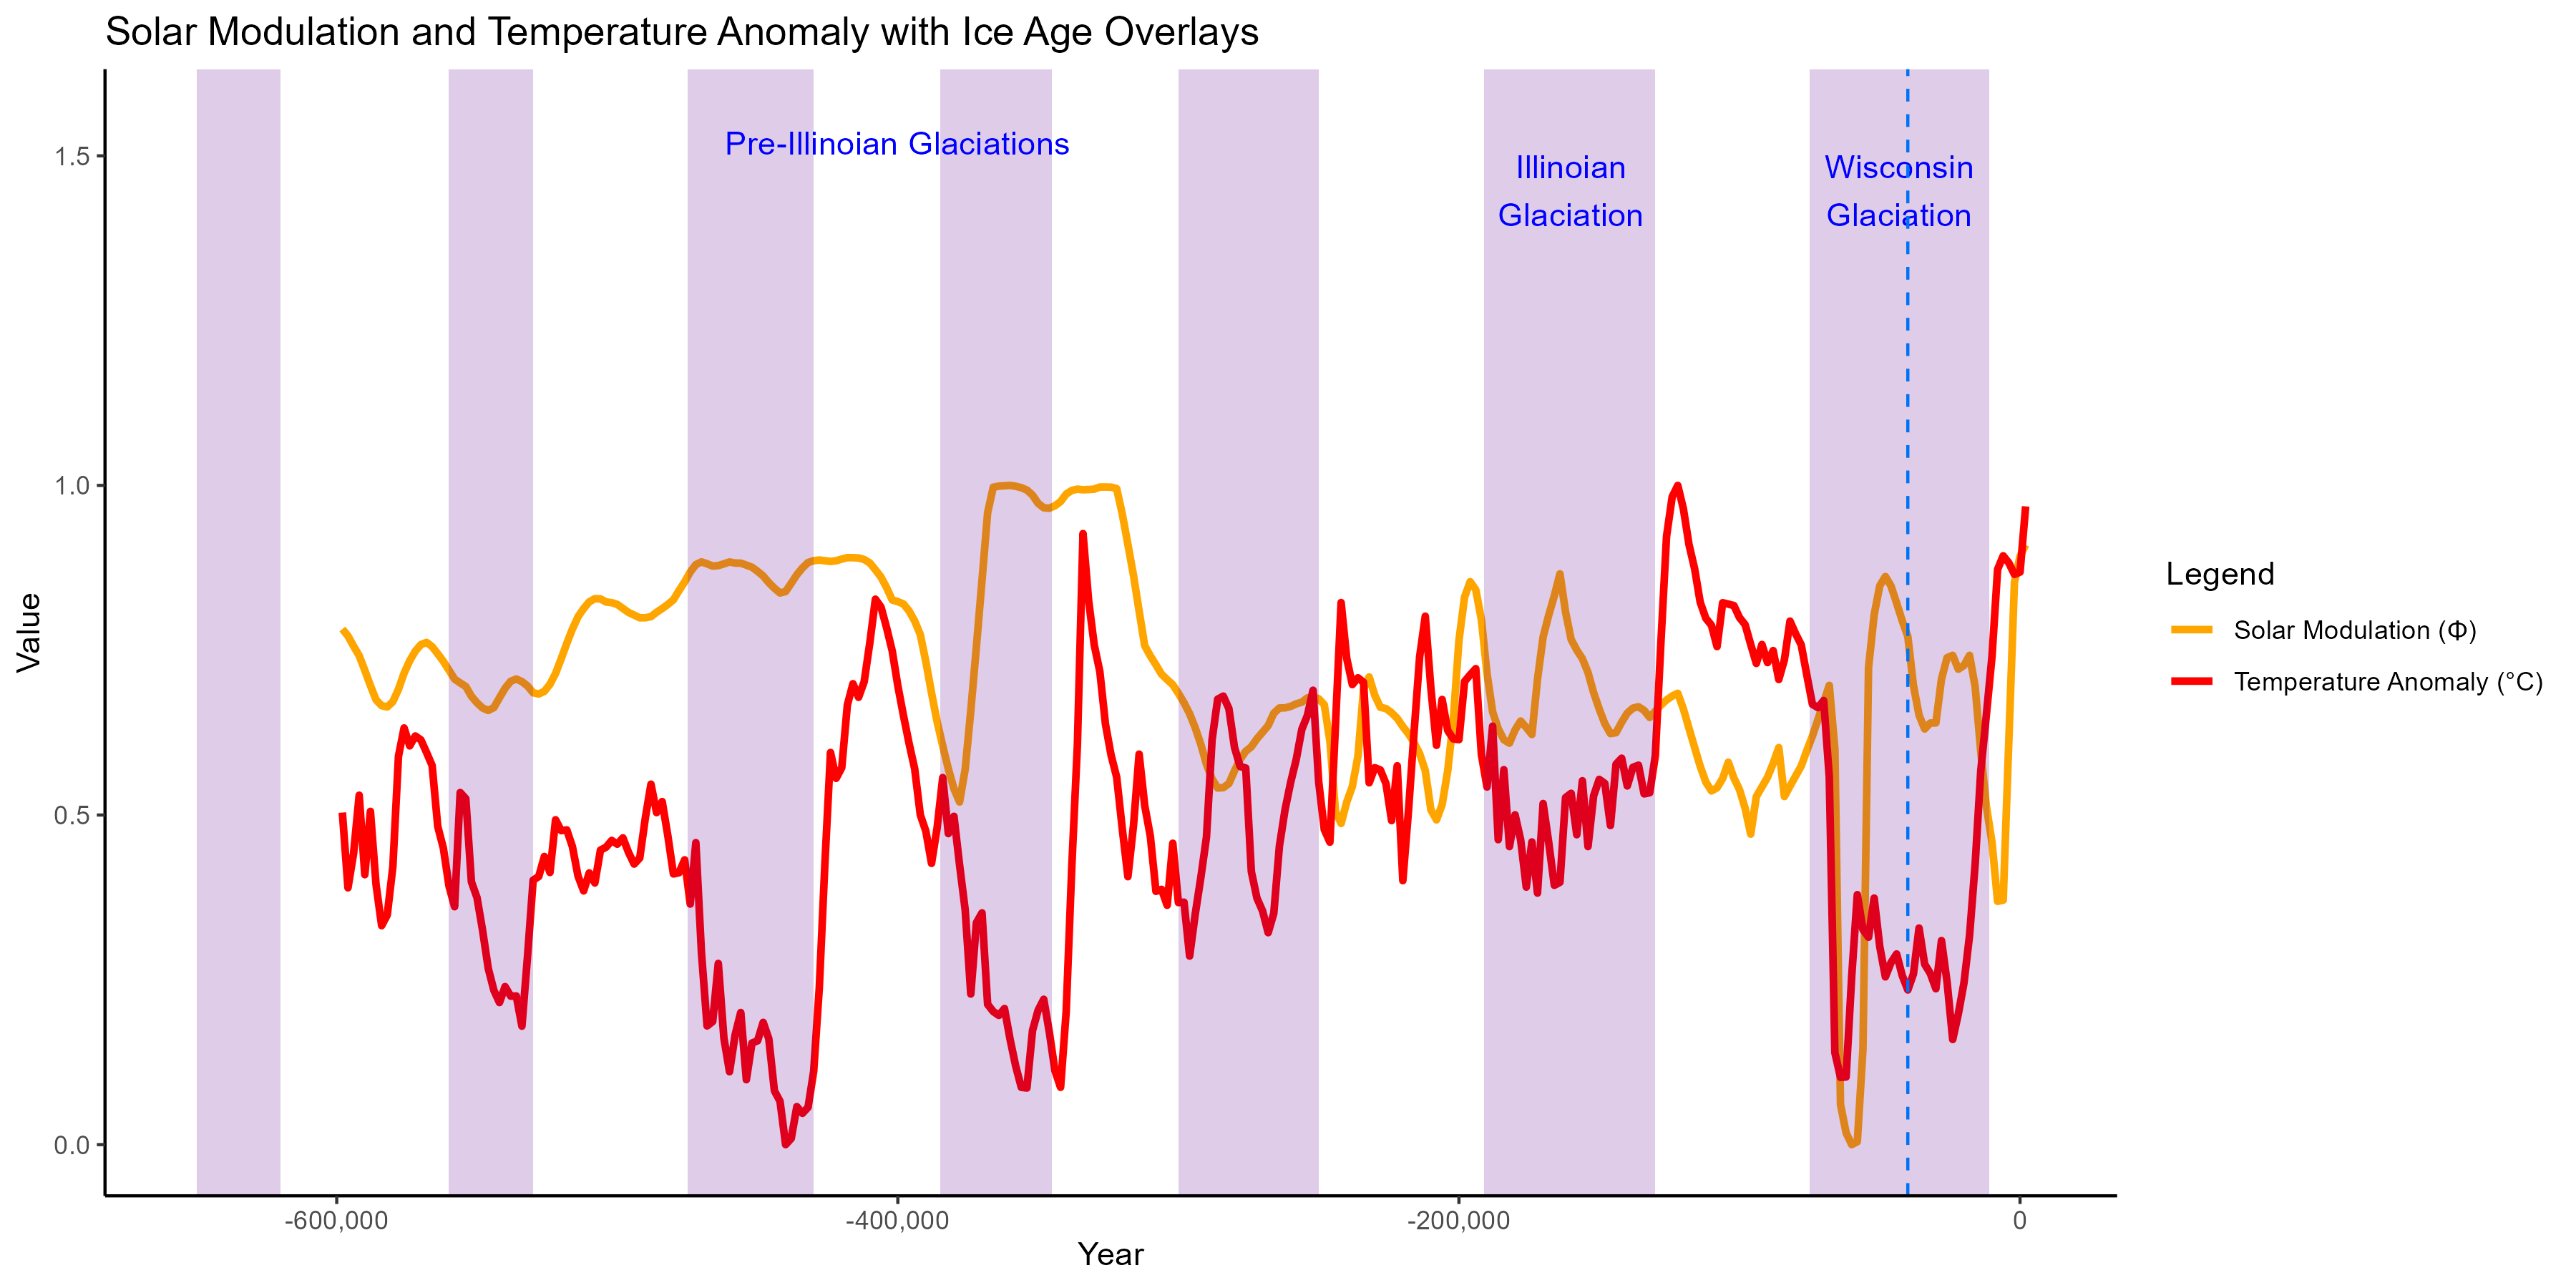 Solar Modulation and Temperature Anomaly with Ice Age Overlays
Pre-Illinoian Glaciations
Illinoian
Glaciation
Wisconsin
Glaciation
1.5
1.0
0.5
0.0
Value
-600,000
-400,000
-200,000
0
Year
Legend
Solar Modulation (Φ)
Temperature Anomaly (°C)